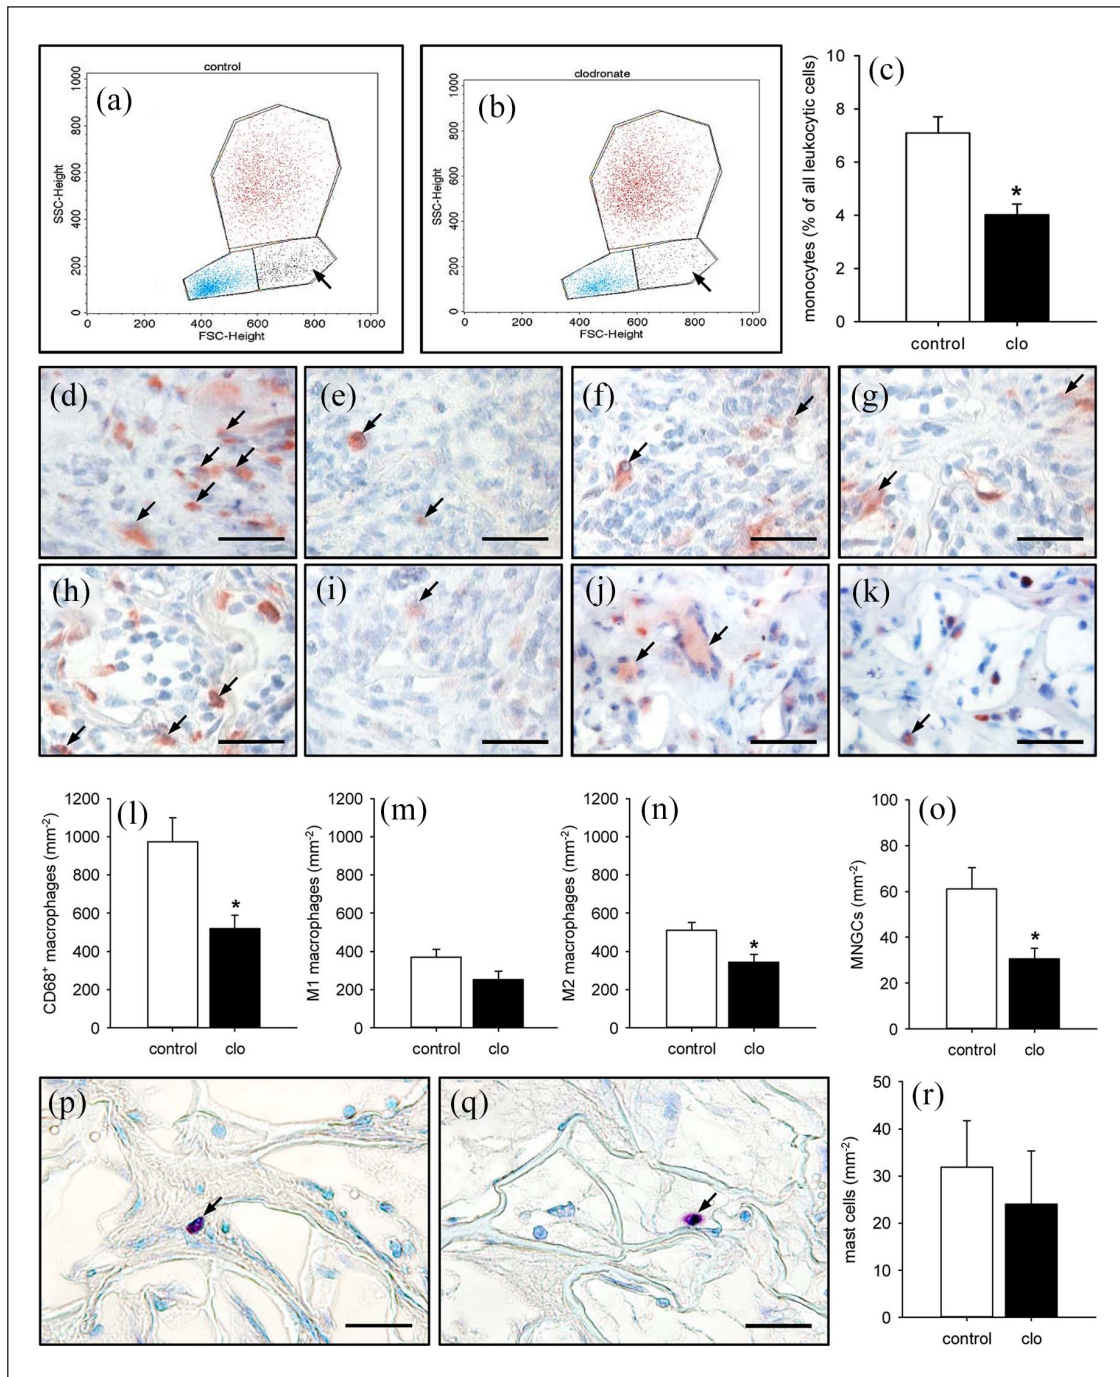 control
(a)
1000
800
600
400
200
0
SSC-Height
0 200 400 600 800 1000
FSC-Height
clodronate
(b)
1000
800
600
400
200
0
SSC-Height
0 200 400 600 800 1000
FSC-Height
(c)
monocytes (% of all leukocytic cells)
10
8
6
4
2
0
*
control clo
(d)
(e)
(f)
(g)
(h)
(i)
(j)
(k)
(l)
CD68+ macrophages (mm-2)
1200
1000
800
600
400
200
0
*
control clo
(m)
M1 macrophages (mm-2)
1200
1000
800
600
400
200
0
control clo
(n)
M2 macrophages (mm-2)
1200
1000
800
600
400
200
0
*
control clo
(o)
MNGCs (mm-2)
100
80
60
40
20
0
*
control clo
(p)
(q)
(r)
mast cells (mm-2)
50
40
30
20
10
0
control clo